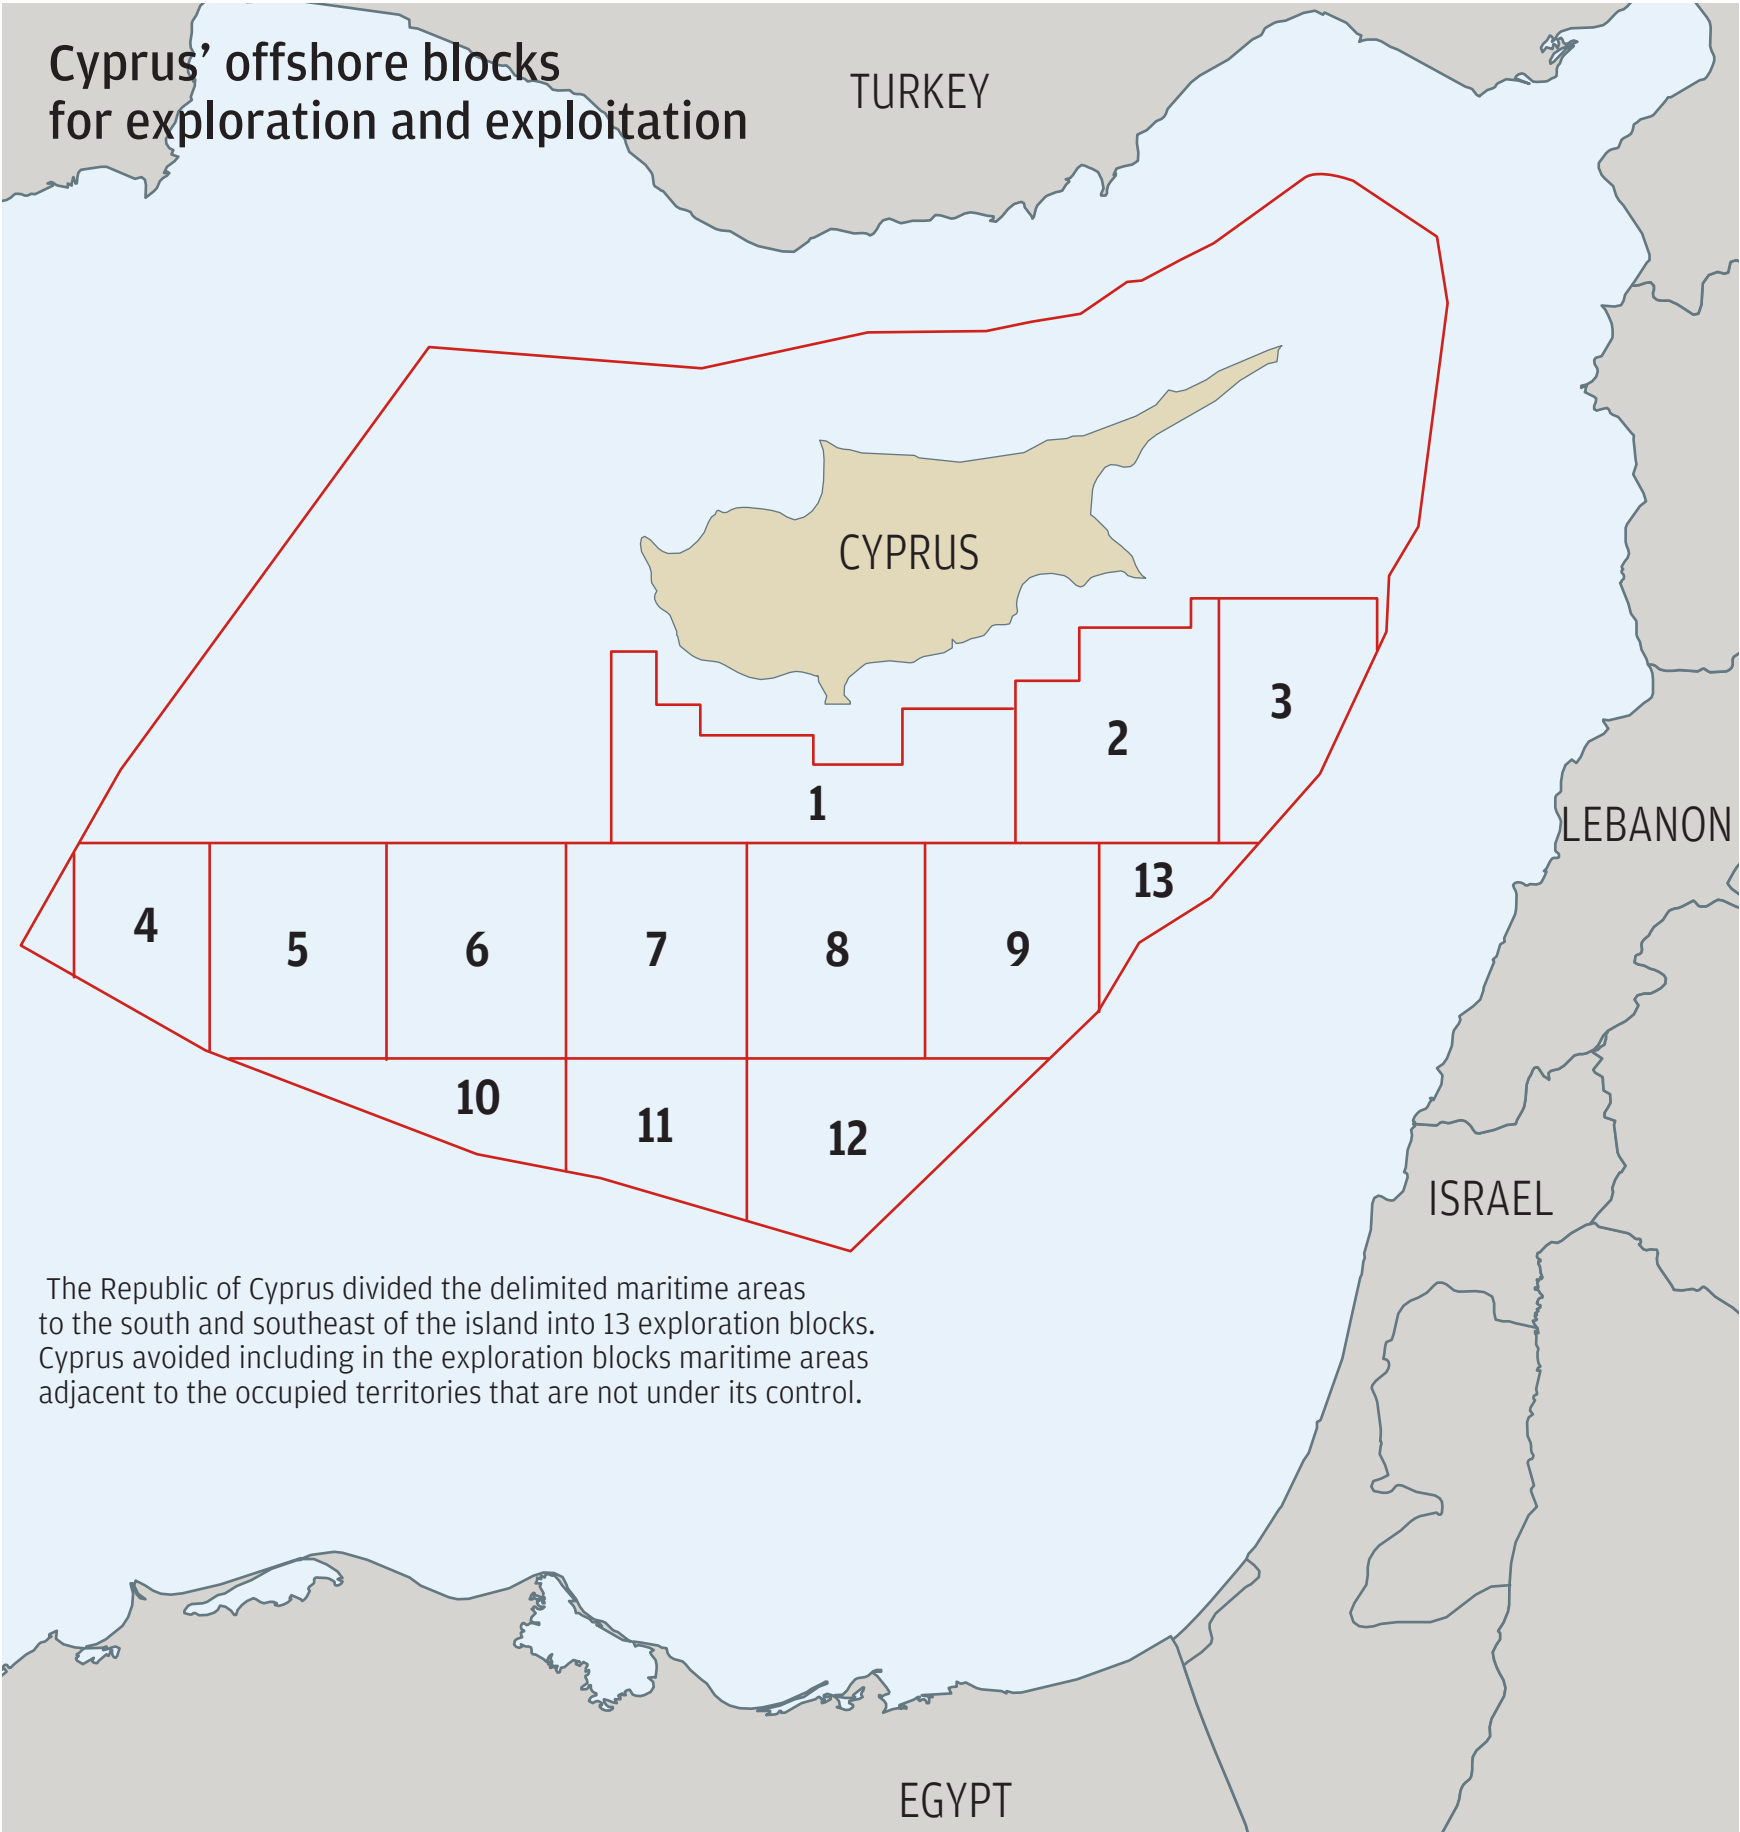 Cyprus’ offshore blocks
for exploration and exploitation
TURKEY
CYPRUS
3
2
1
LEBANON
13
4
5
6
7
8
9
10
11
12
ISRAEL
The Republic of Cyprus divided the delimited maritime areas
to the south and southeast of the island into 13 exploration blocks.
Cyprus avoided including in the exploration blocks maritime areas
adjacent to the occupied territories that are not under its control.
EGYPT